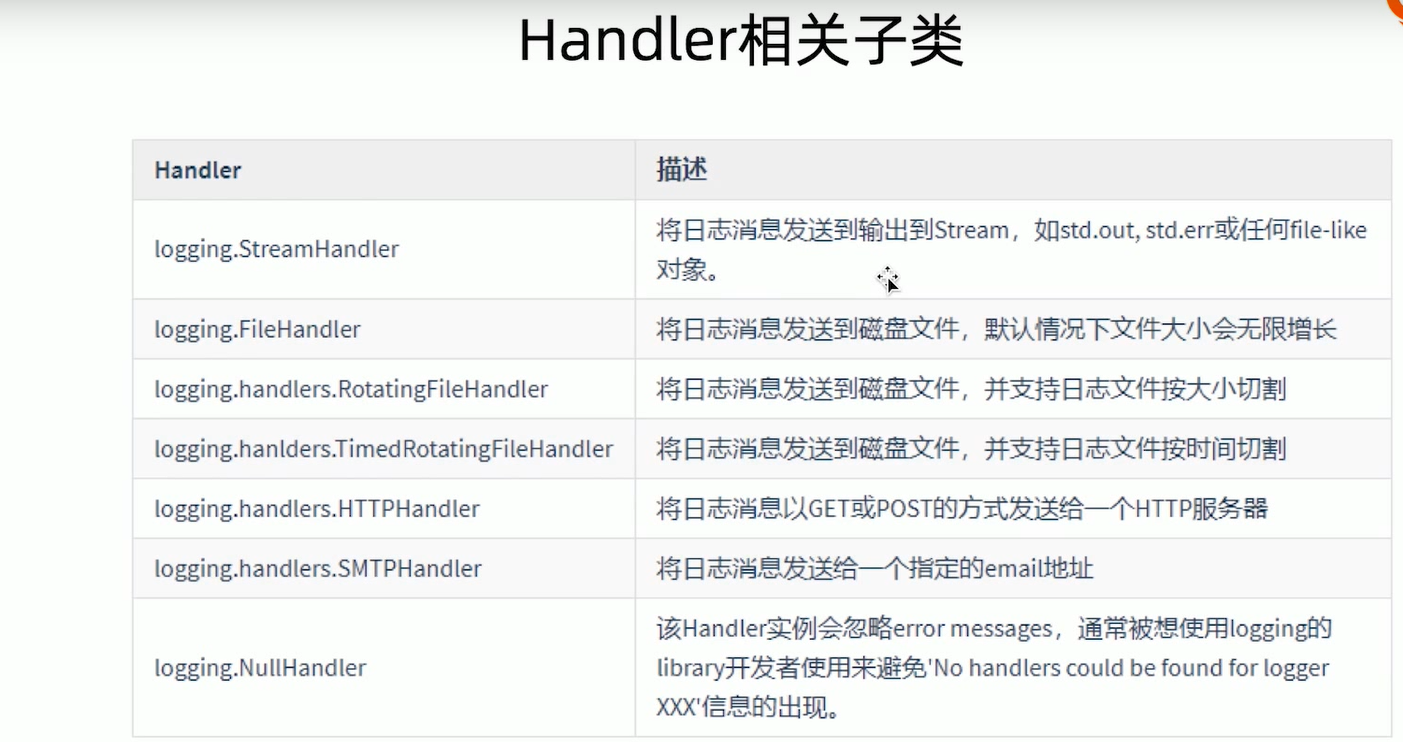 Handler相关子类
Handler
描述
logging.StreamHandler
将日志消息发送到输出到Stream，如std.out, std.err或任何file-like
对象。
logging.FileHandler
将日志消息发送到磁盘文件，默认情况下文件大小会无限增长
logging.handlers.RotatingFileHandler
将日志消息发送到磁盘文件，并支持日志文件按大小切割
logging.hanlders.TimedRotatingFileHandler
将日志消息发送到磁盘文件，并支持日志文件按时间切割
logging.handlers.HTTPHandler
将日志消息以GET或POST的方式发送给一个HTTP服务器
logging.handlers.SMTPHandler
将日志消息发送给一个指定的email地址
logging.NullHandler
该Handler实例会忽略error messages，通常被想使用logging的
library开发者使用来避免'No handlers could be found for logger
XXX'信息的出现。